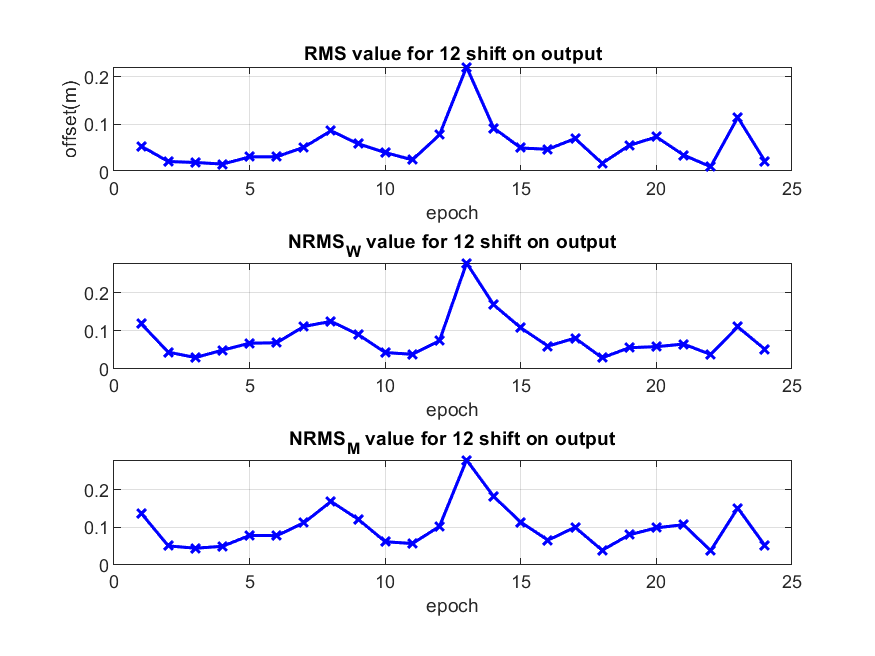 RMS value for 12 shift on output
offset(m)
0.2
0.1
0
0 5 10 15 20 25
epoch
NRMS_W value for 12 shift on output
0.2
0.1
0
0 5 10 15 20 25
epoch
NRMS_M value for 12 shift on output
0.2
0.1
0
0 5 10 15 20 25
epoch